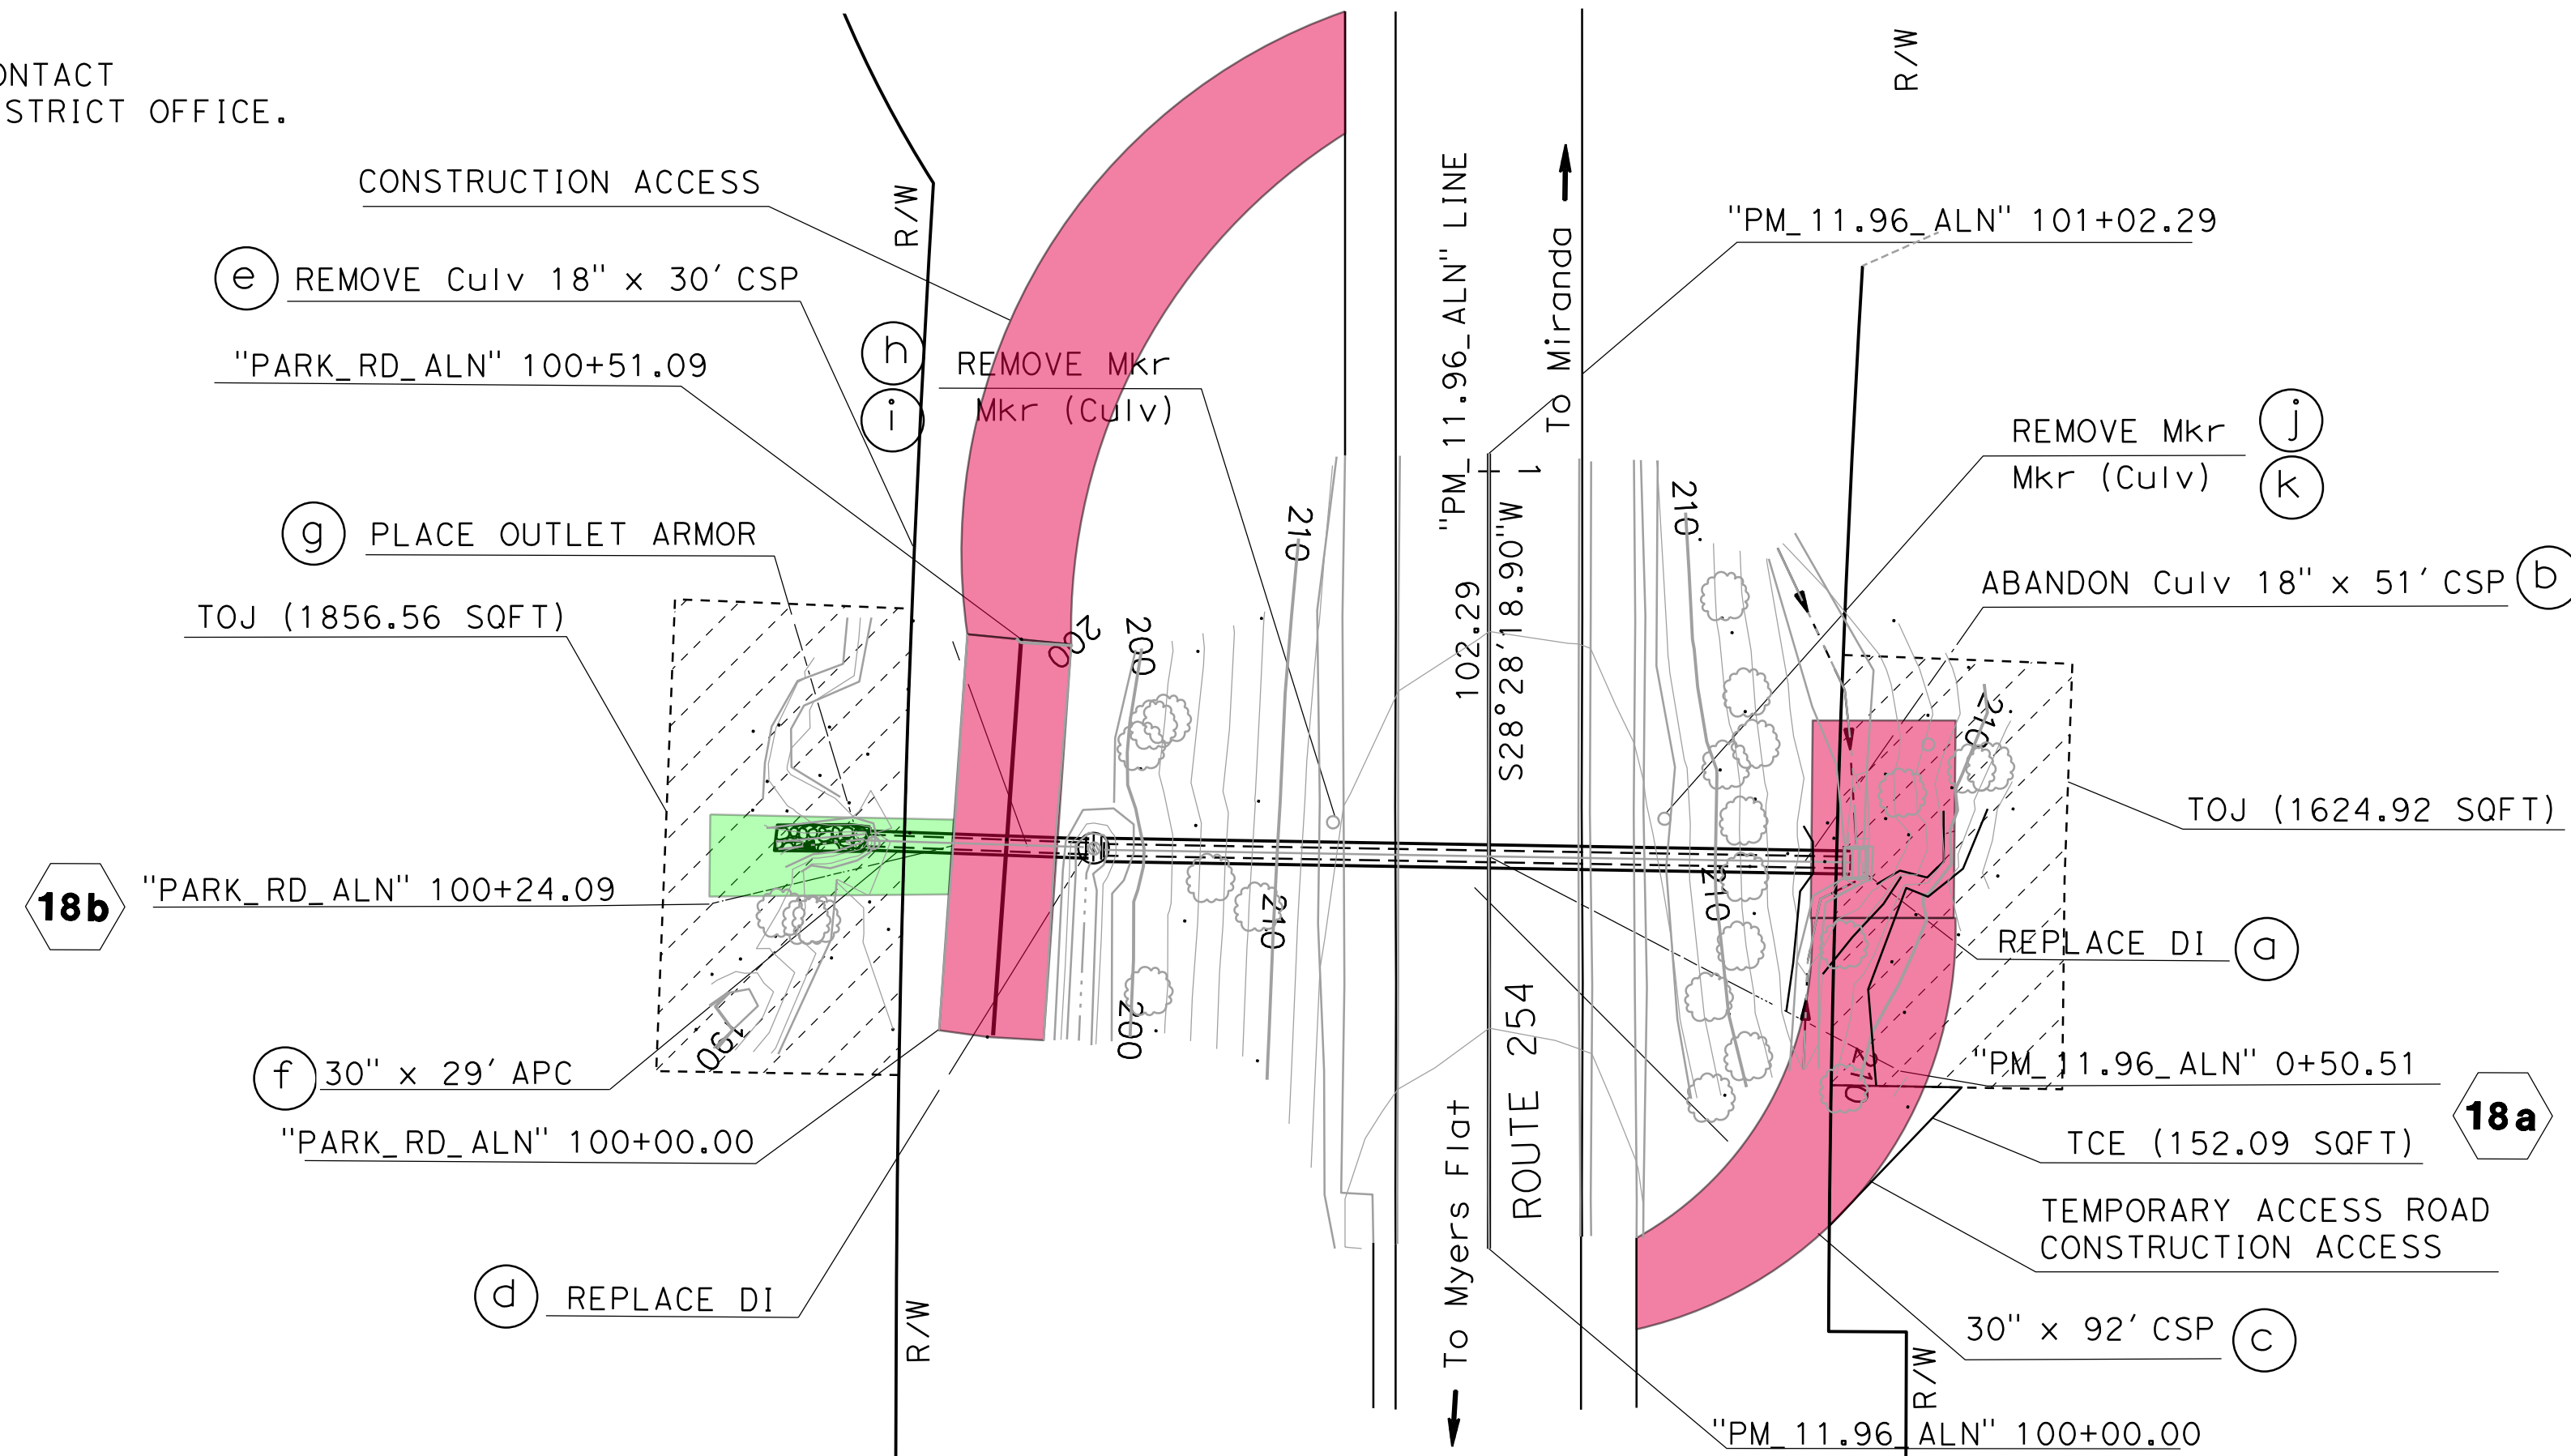 ONTACT
STRICT OFFICE.
CONSTRUCTION ACCESS
e REMOVE Culv 18" x 30' CSP
"PARK_RD_ALN" 100+51.09
h REMOVE Mkr
i Mkr (Culv)
g PLACE OUTLET ARMOR
TOJ (1856.56 SQFT)
18b
"PARK_RD_ALN" 100+24.09
f 30" x 29' APC
"PARK_RD_ALN" 100+00.00
d REPLACE DI
R/W
R/W
190
200
200
200
210
210
"PM_11.96_ALN" LINE
To Miranda
1
102.29
S28°28'18.90"W
ROUTE 254
To Myers Flat
R/W
"PM_11.96_ALN" 101+02.29
REMOVE Mkr j
Mkr (Culv) k
ABANDON Culv 18" x 51' CSP b
210
210
210
210
TOJ (1624.92 SQFT)
REPLACE DI a
"PM_11.96_ALN" 0+50.51
18a
TCE (152.09 SQFT)
TEMPORARY ACCESS ROAD
CONSTRUCTION ACCESS
30" x 92' CSP c
R/W
"PM_11.96_ALN" 100+00.00